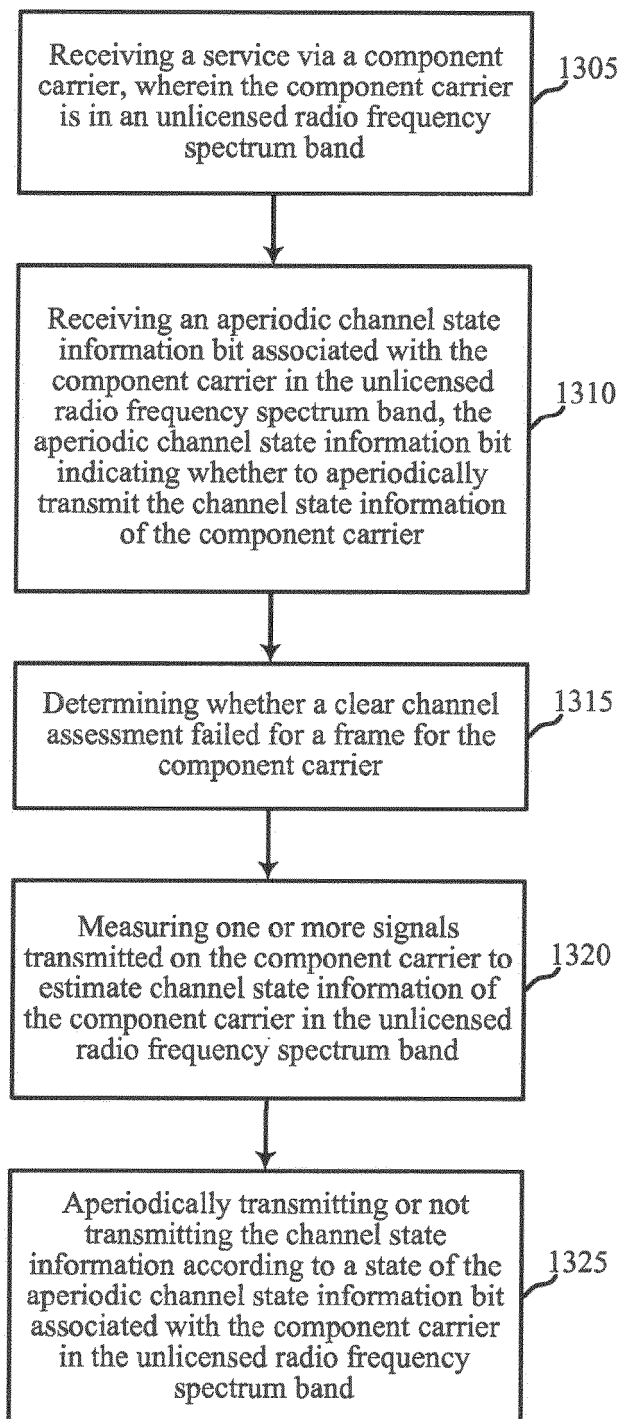 Receiving a service via a component
carrier, wherein the component carrier
is in an unlicensed radio frequency
spectrum band
1305
Receiving an aperiodic channel state
information bit associated with the
component carrier in the unlicensed
radio frequency spectrum band, the
aperiodic channel state information bit
indicating whether to aperiodically
transmit the channel state information
of the component carrier
1310
Determining whether a clear channel
assessment failed for a frame for the
component carrier
1315
Measuring one or more signals
transmitted on the component carrier to
estimate channel state information of
the component carrier in the unlicensed
radio frequency spectrum band
1320
Aperiodically transmitting or not
transmitting the channel state
information according to a state of the
aperiodic channel state information bit
associated with the component carrier
in the unlicensed radio frequency
spectrum band
1325